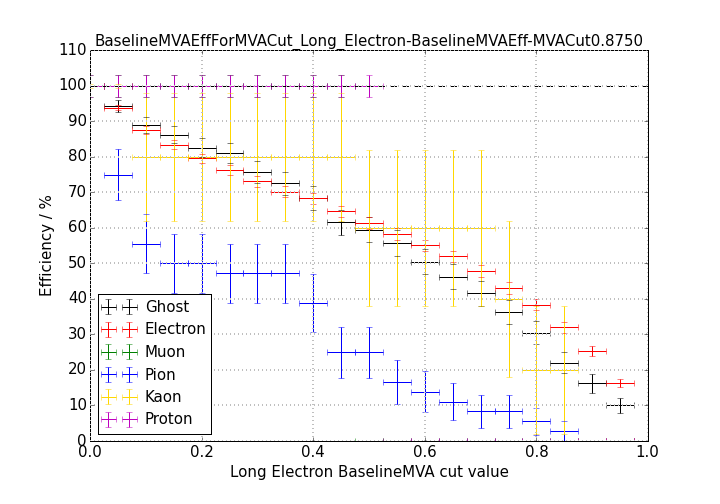 BaselineMVAEffForMVACut_Long_Electron-BaselineMVAEff-MVACut0.8750
110
100
90
80
70
60
50
40
30
20
10
0
Efficiency / %
Ghost
Electron
Muon
Pion
Kaon
Proton
0.0 0.2 0.4 0.6 0.8 1.0
Long Electron BaselineMVA cut value